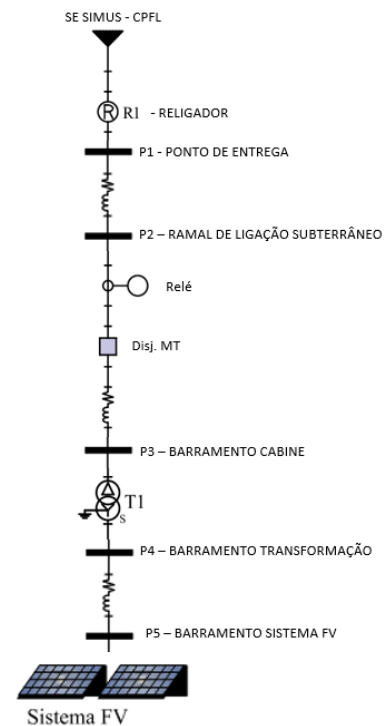 SE SIMUS - CPFL
R R1 - RELIGADOR
P1 - PONTO DE ENTREGA
P2 – RAMAL DE LIGAÇÃO SUBTERRÂNEO
Relé
Disj. MT
P3 – BARRAMENTO CABINE
T1
S
P4 – BARRAMENTO TRANSFORMAÇÃO
P5 – BARRAMENTO SISTEMA FV
Sistema FV